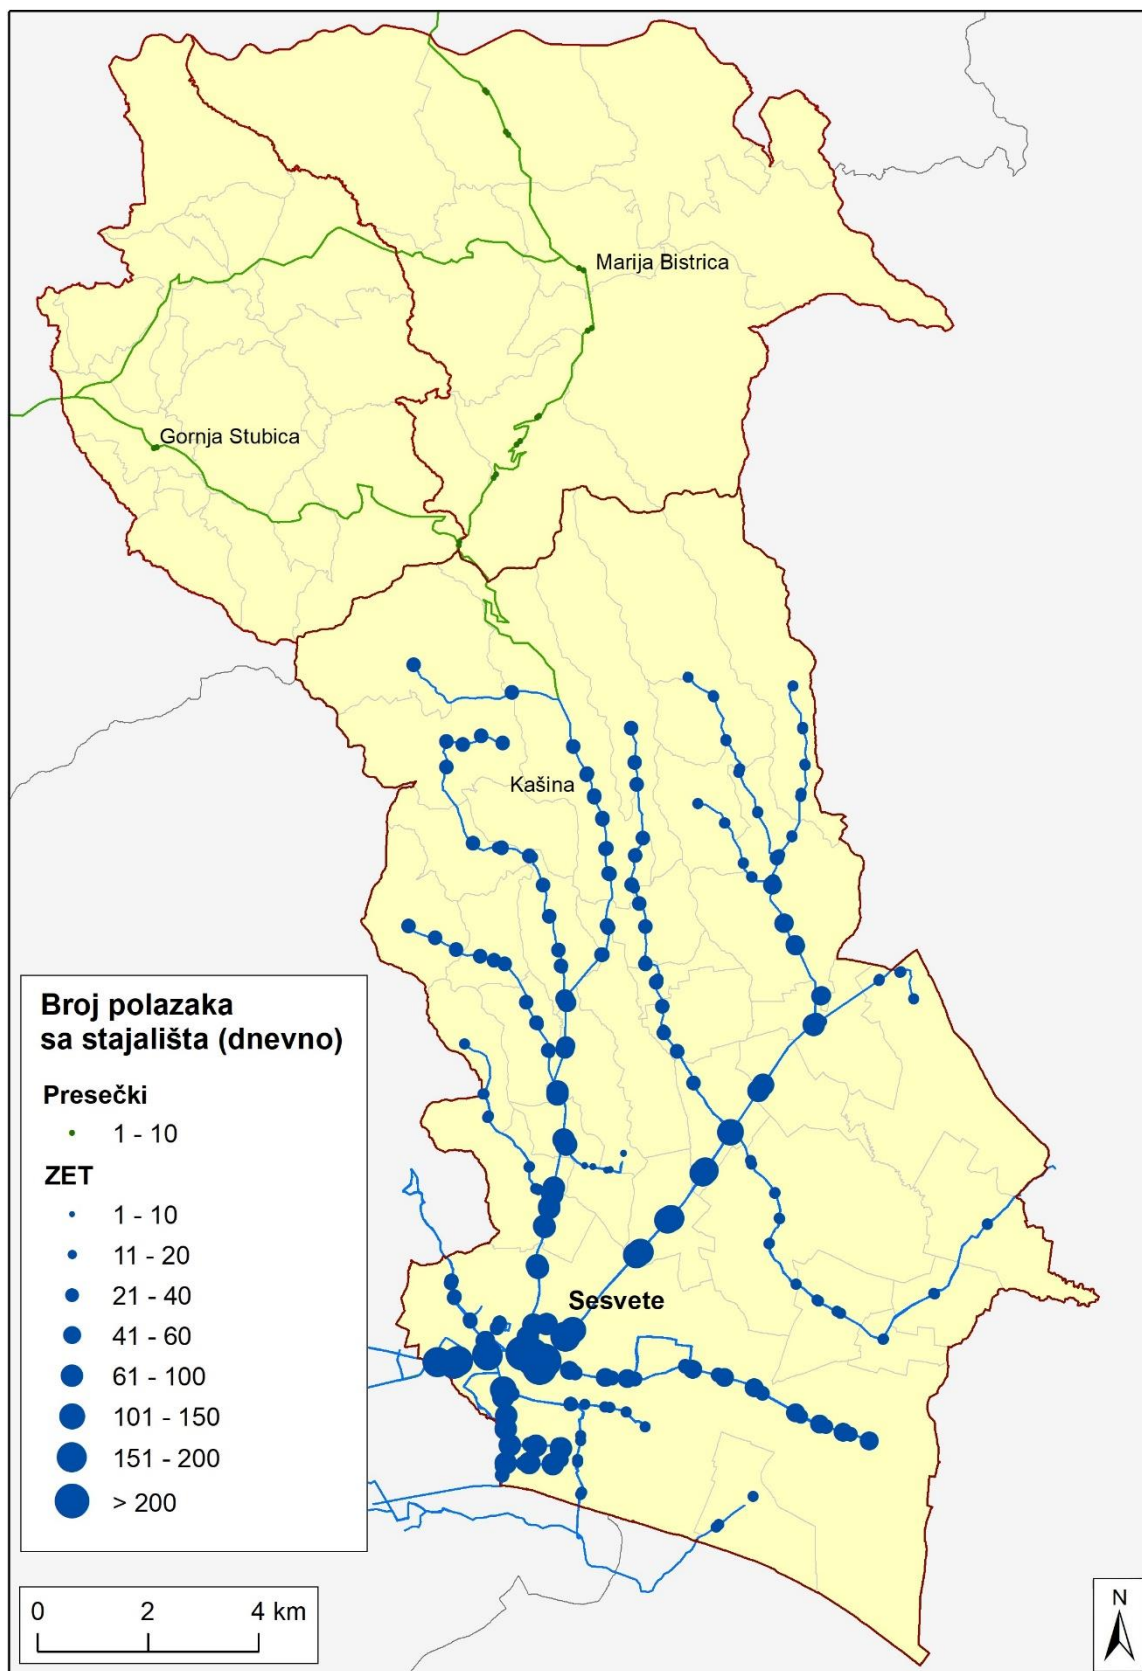 Marija Bistrica
Gornja Stubica
Kašina
Sesvete
Broj polazaka
sa stajališta (dnevno)
Presečki
1 - 10
ZET
1 - 10
11 - 20
21 - 40
41 - 60
61 - 100
101 - 150
151 - 200
> 200
0 2 4 km
N